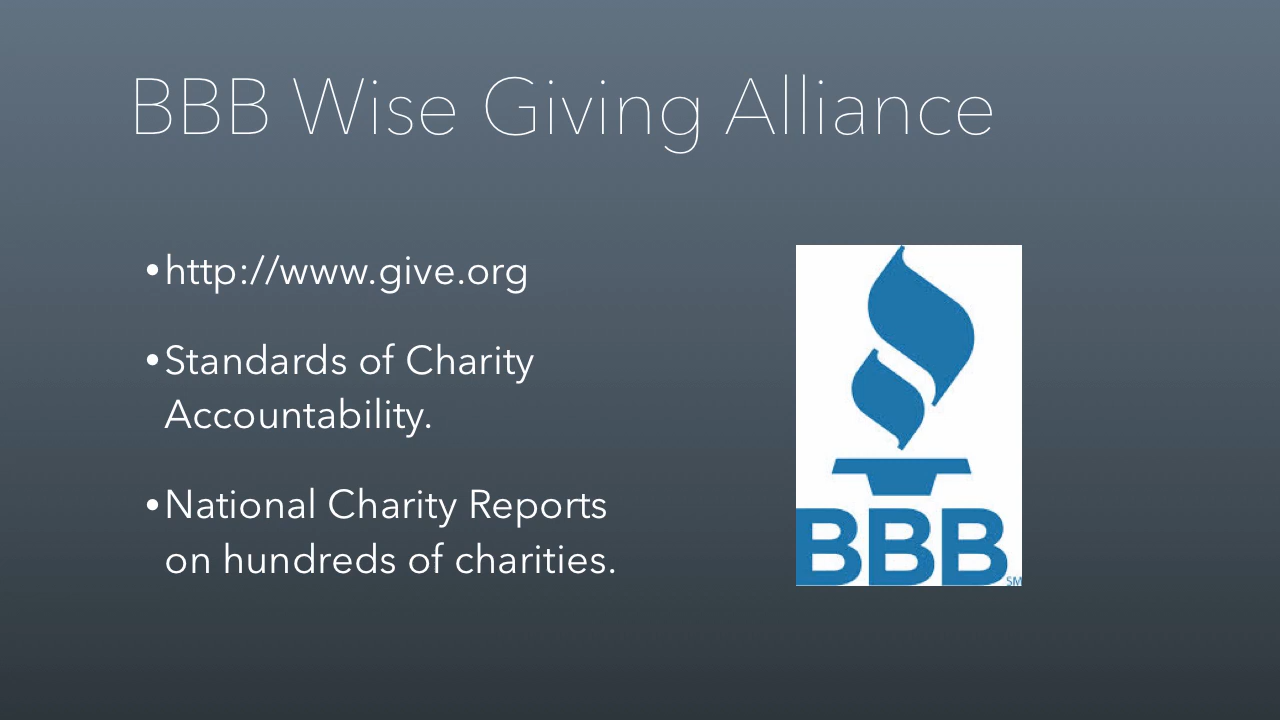 BBB Wise Giving Alliance
•http://www.give.org
•Standards of Charity
Accountability.
•National Charity Reports
on hundreds of charities.
BBB
SM